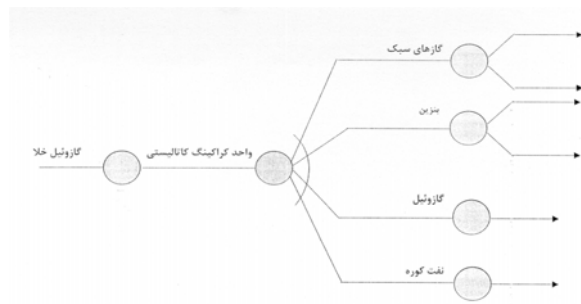 گازهای سبک
بنزین
واحد کراکینگ کاتالیستی
گازوئیل خلا
گازوئیل
نفت کوره